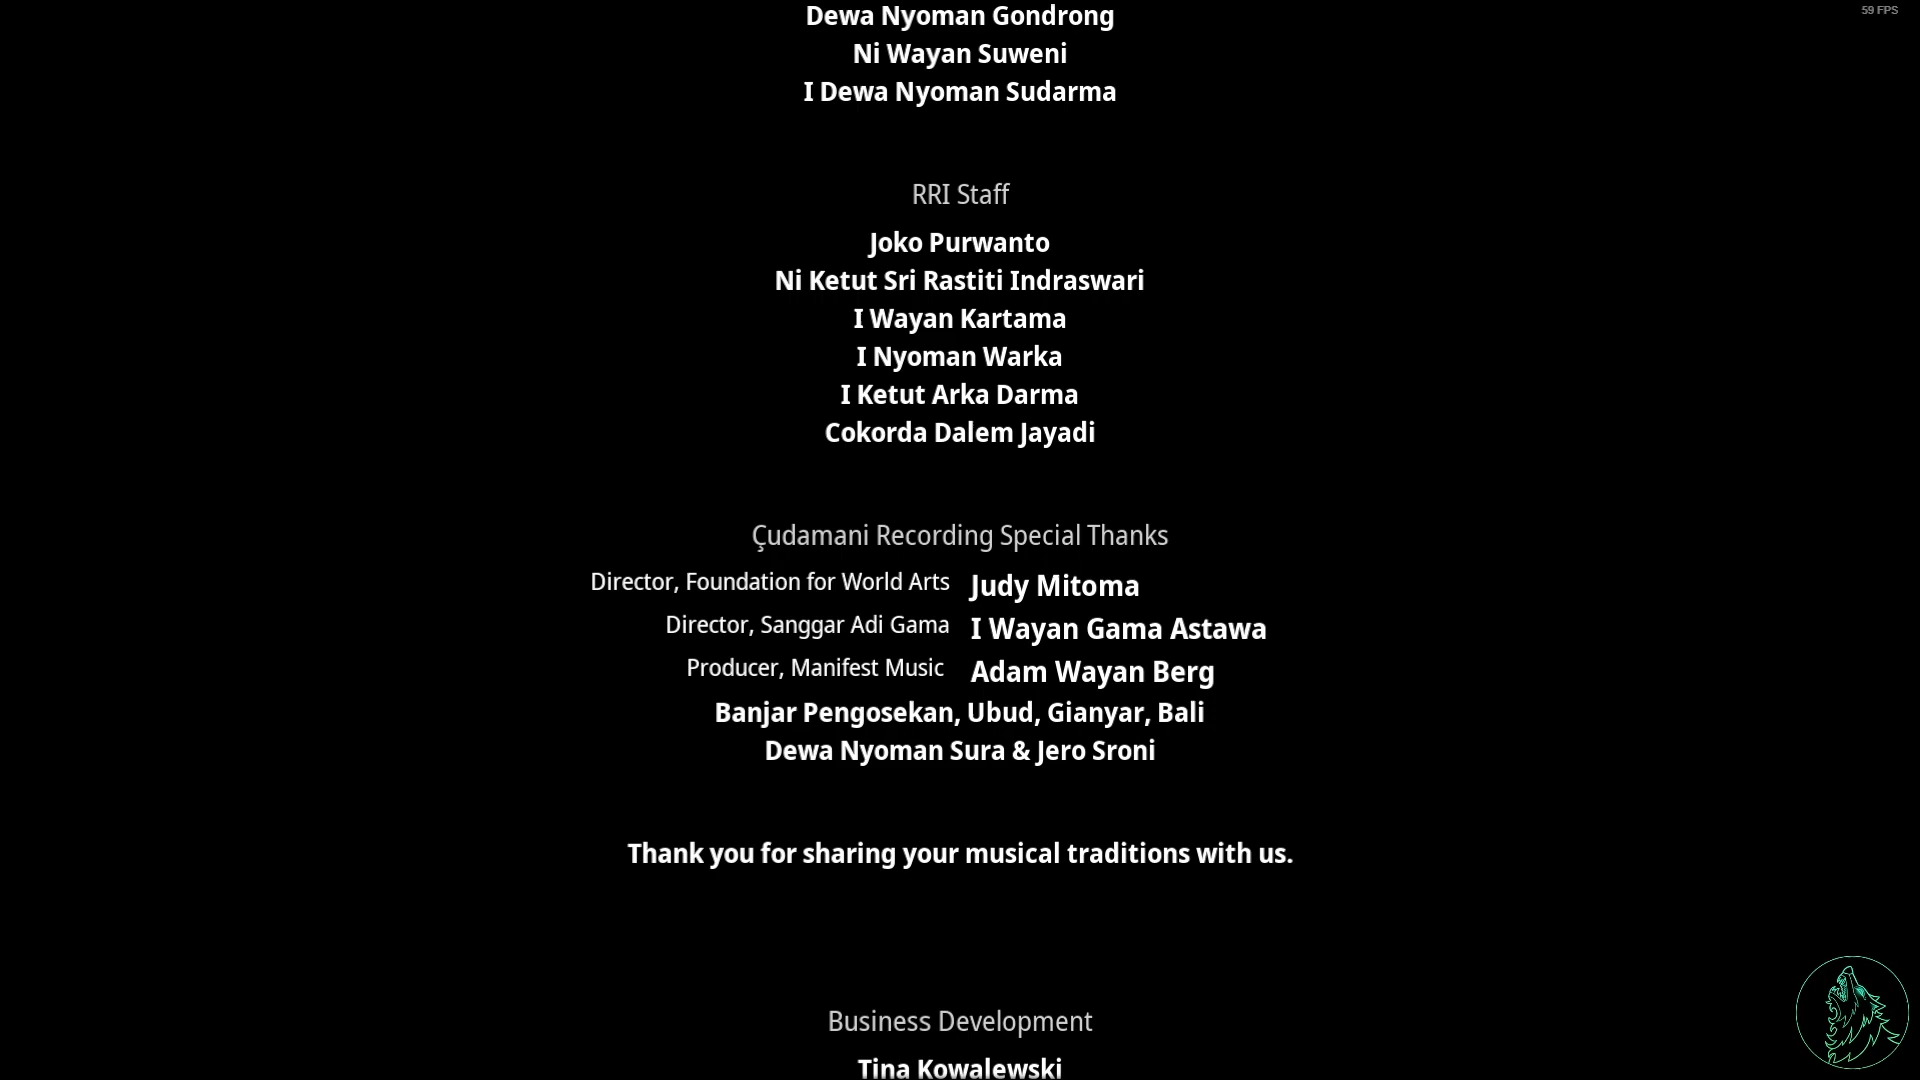 Dewa Nyoman Gondrong
59 FPS
Ni Wayan Suweni
I Dewa Nyoman Sudarma
RRI Staff
Joko Purwanto
Ni Ketut Sri Rastiti Indraswari
I Wayan Kartama
I Nyoman Warka
I Ketut Arka Darma
Cokorda Dalem Jayadi
Çudamani Recording Special Thanks
Director, Foundation for World Arts Judy Mitoma
Director, Sanggar Adi Gama I Wayan Gama Astawa
Producer, Manifest Music Adam Wayan Berg
Banjar Pengosekan, Ubud, Gianyar, Bali
Dewa Nyoman Sura & Jero Sroni
Thank you for sharing your musical traditions with us.
Business Development
Tina Kowalewski